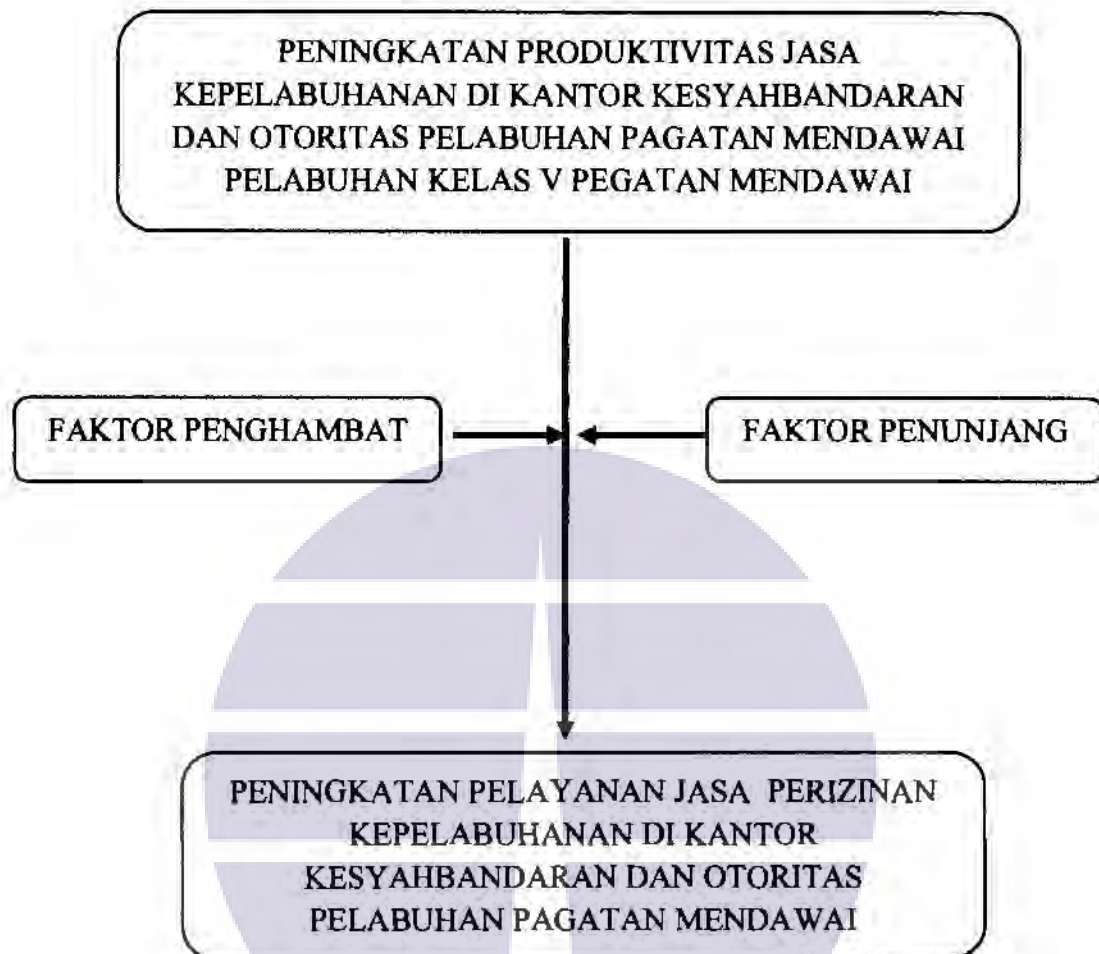 PENINGKATAN PRODUKTIVITAS JASA
KEPELABUHANAN DI KANTOR KESYAHBANDARAN
DAN OTORITAS PELABUHAN PAGATAN MENDAWAI
PELABUHAN KELAS V PEGATAN MENDAWAI
FAKTOR PENGHAMBAT
FAKTOR PENUNJANG
PENINGKATAN PELAYANAN JASA PERIZINAN
KEPELABUHANAN DI KANTOR
KESYAHBANDARAN DAN OTORITAS
PELABUHAN PAGATAN MENDAWAI